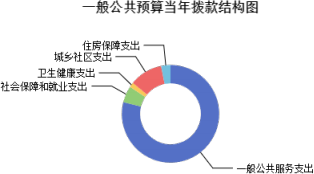 一般公共预算当年拨款结构图
住房保障支出
城乡社区支出
卫生健康支出
社会保障和就业支出
一般公共服务支出